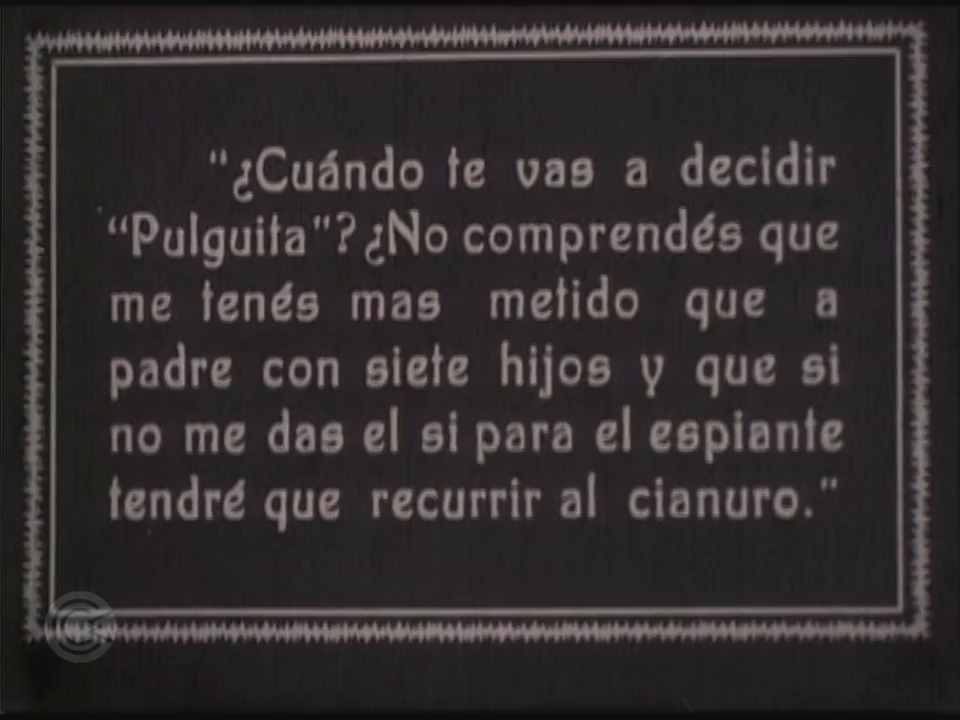 "¿Cuándo te vas a decidir
"Pulguita"? ¿No comprendés que
me tenés mas metido que a
padre con siete hijos y que si
no me das el si para el espiante
tendré que recurrir al cianuro."